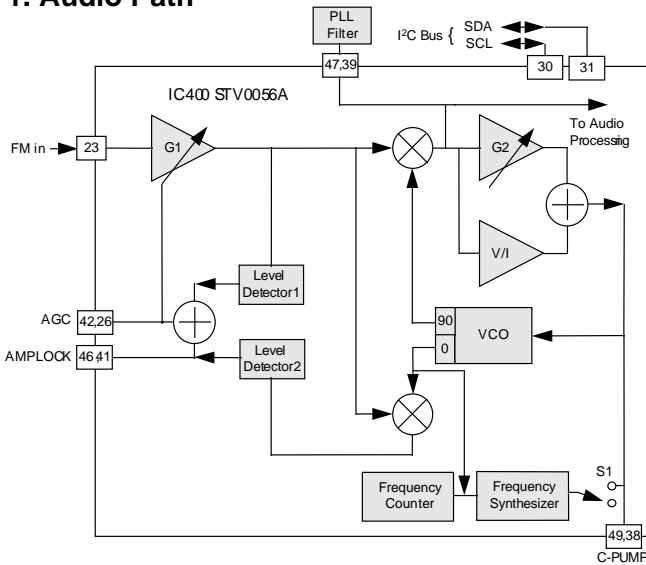 1. Audio Path
PLL
Filter
I²C Bus {
SDA
SCL
47,39
30
31
IC400 STV0056A
To Audio
Processing
FM in
23
G1
G2
V/I
Level
Detector1
AGC
42,26
AMPLOCK
46,41
Level
Detector2
90
0
VCO
Frequency
Counter
Frequency
Synthesizer
S1
49,38
C-PUMP